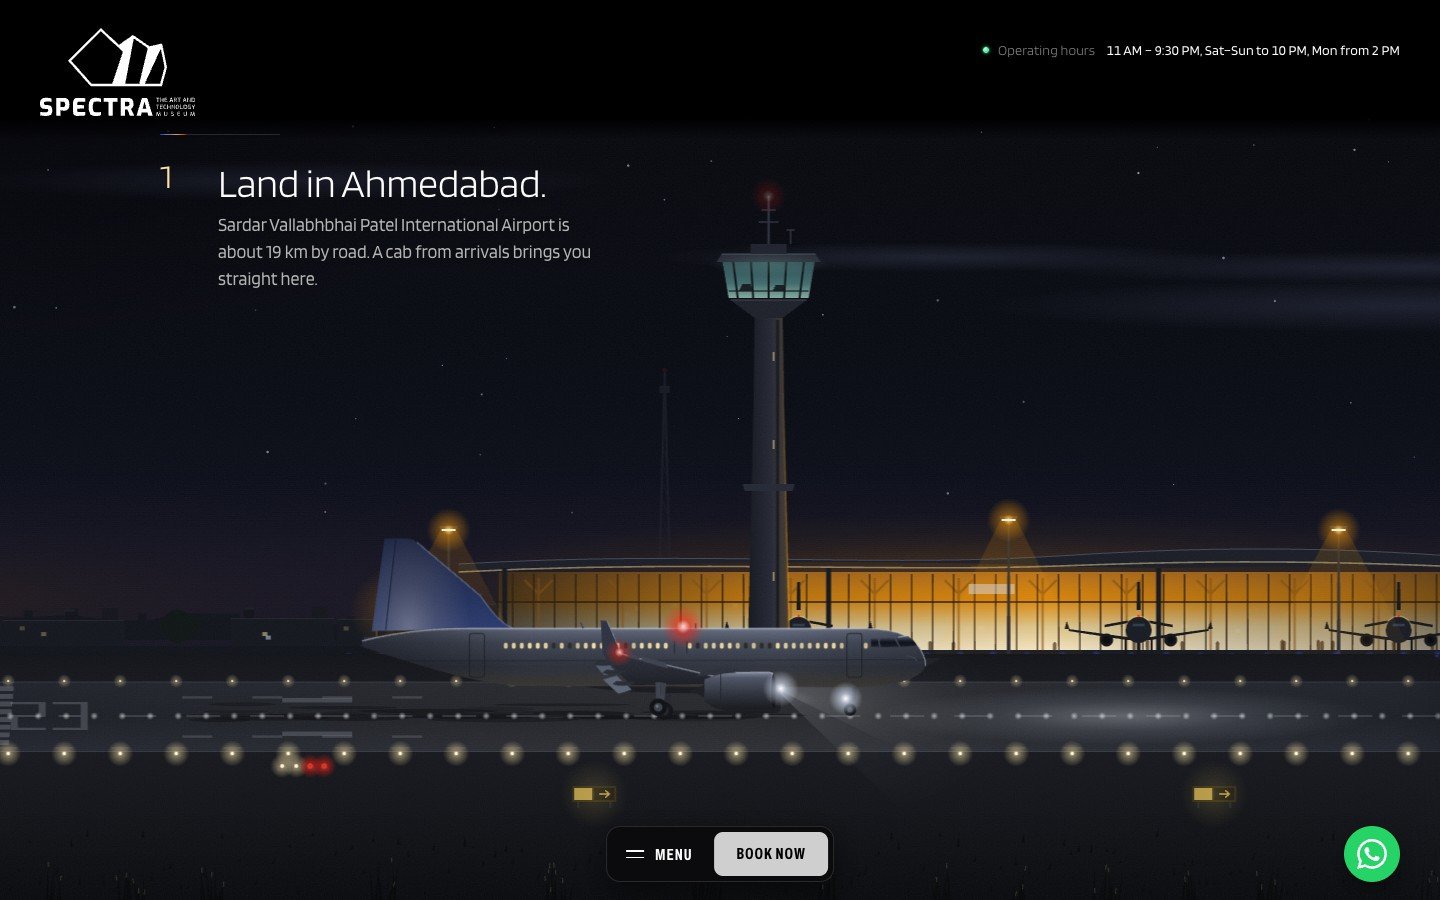 SPECTRA
THE ART AND
TECHNOLOGY
MUSEUM
Operating hours 11 AM – 9:30 PM, Sat–Sun to 10 PM, Mon from 2 PM
1
Land in Ahmedabad.
Sardar Vallabhbhai Patel International Airport is
about 19 km by road. A cab from arrivals brings you
straight here.
23
MENU
BOOK NOW